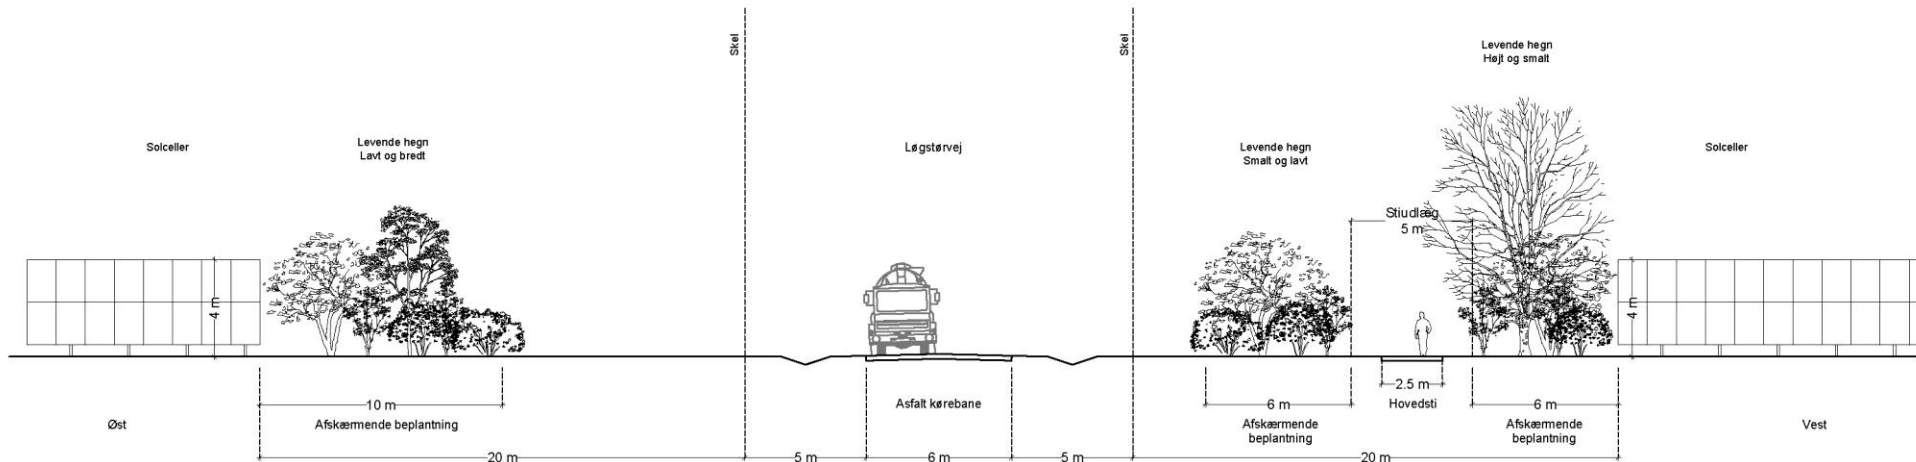 Skel
Skel
Levende hegn
Højt og smalt
Solceller
Levende hegn
Lavt og bredt
Løgstørvej
Levende hegn
Smalt og lavt
Solceller
Stiudlæg
5 m
4 m
4 m
2.5 m
10 m
Asfalt kørebane
6 m
Hovedsti
6 m
Øst
Afskærmende beplantning
Afskærmende
beplantning
Afskærmende
beplantning
Vest
20 m
5 m
6 m
5 m
20 m